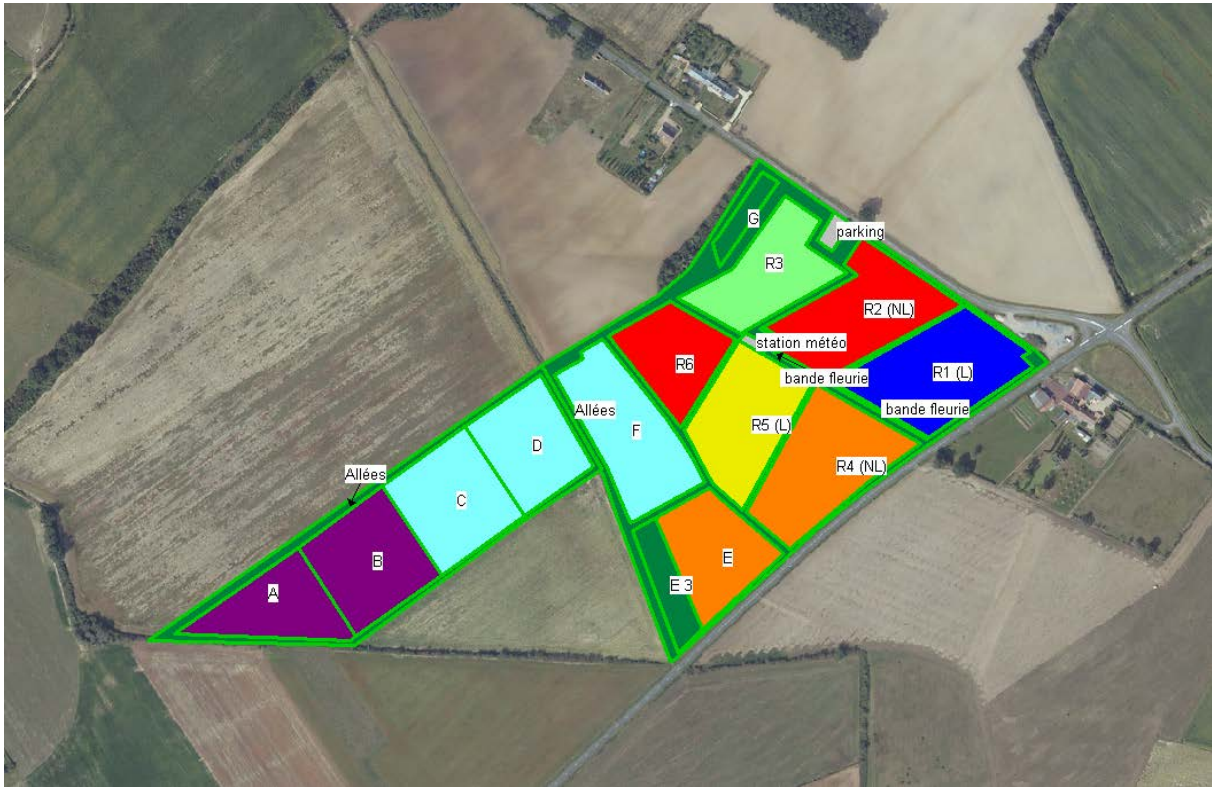 G
parking
R3
R2 (NL)
station météo
R6
bande fleurie
R1 (L)
Allées
bande fleurie
F
R5 (L)
D
R4 (NL)
Allées
C
B
E
E 3
A